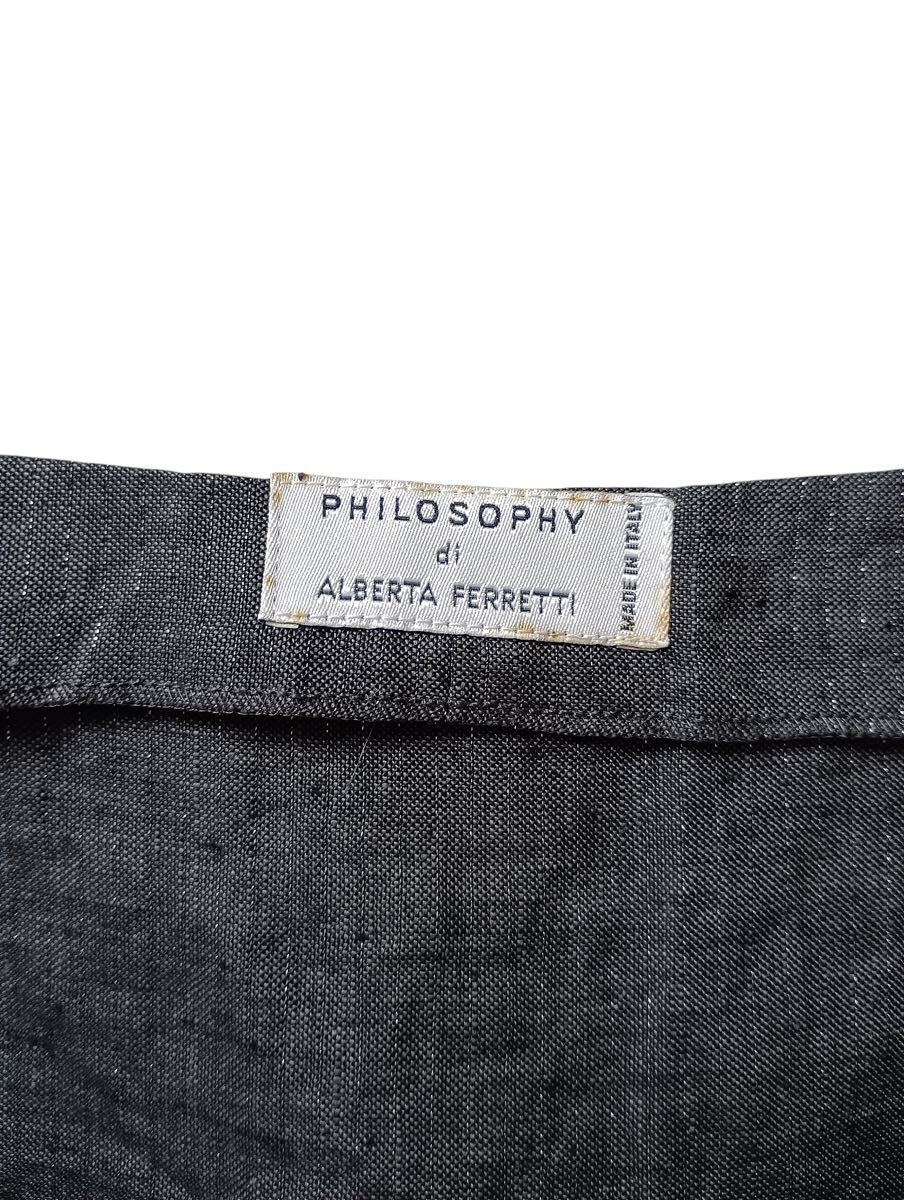 PHILOSOPHY
di
ALBERTA FERRETTI
MADE IN ITALY